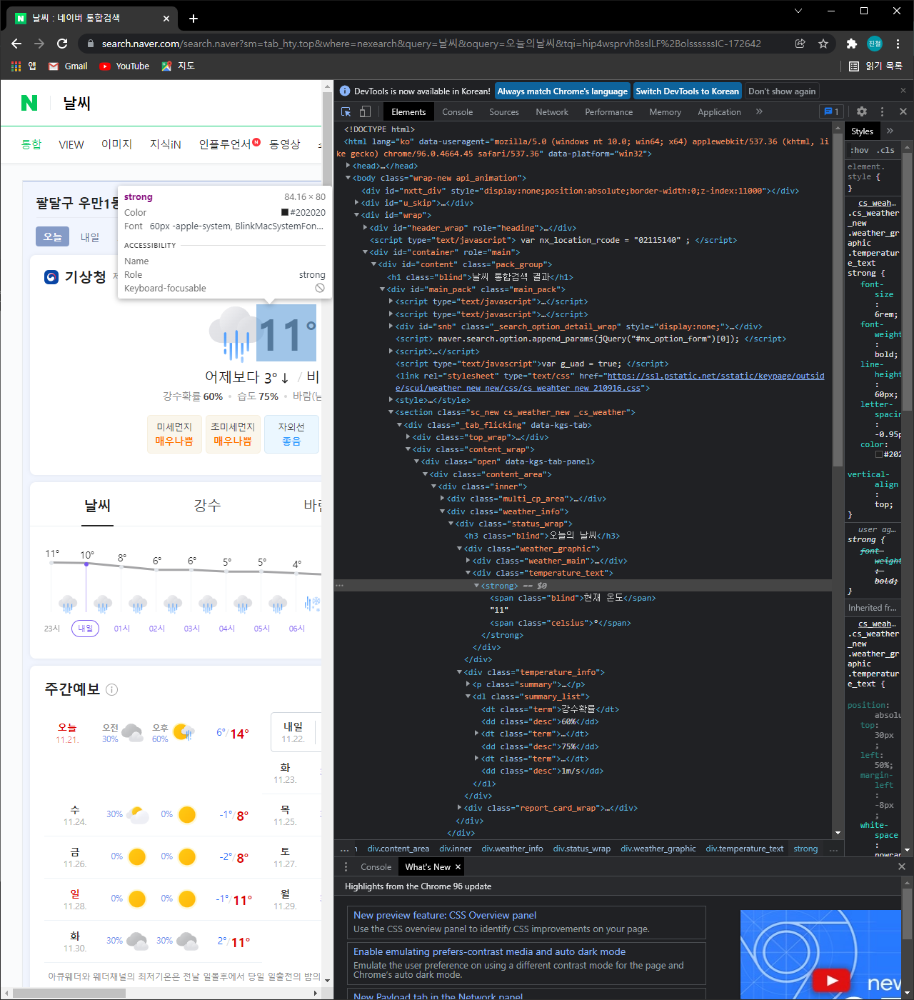 날씨 : 네이버 통합검색
search.naver.com/search.naver?sm=tab_hty.top&where=nexearch&query=날씨&oquery=오늘의날씨&tqi=hip4wsprvh8sslLF%2BolssssssIC-172642
진철
앱 Gmail YouTube 지도 읽기 목록
N 날씨
통합 VIEW 이미지 지식iN 인플루언서 N 동영상
팔달구 우만1동
오늘 내일
기상청
strong 84.16 × 80
Color #202020
Font 60px -apple-system, BlinkMacSystemFon...
ACCESSIBILITY
Name
Role strong
Keyboard-focusable
11°
어제보다 3°↓ / 비
강수확률 60% • 습도 75% • 바람(남
미세먼지 초미세먼지 자외선
매우나쁨 매우나쁨 좋음
날씨 강수 바람
11° 10° 8° 6° 6° 5° 5° 4°
23시 내일 01시 02시 03시 04시 05시 06시
주간예보
오늘 11.21. 오전 30% 오후 60% 6°/14° 내일 11.22.
화 11.23.
수 11.24. 30% 0% -1°/8° 목 11.25.
금 11.26. 0% 0% -2°/8° 토 11.27.
일 11.28. 0% 0% -1°/11° 월 11.29.
화 11.30. 30% 30% 2°/11°
아큐웨더와 웨더채널의 최저기온은 전날 일몰후에서 당일 일출전의 밤의
DevTools is now available in Korean! Always match Chrome's language Switch DevTools to Korean Don't show again
Elements Console Sources Network Performance Memory Application » 1
<!DOCTYPE html>
<html lang="ko" data-useragent="mozilla/5.0 (windows nt 10.0; win64; x64) applewebkit/537.36 (khtml, li
ke gecko) chrome/96.0.4664.45 safari/537.36" data-platform="win32">
<head>…</head>
<body class="wrap-new api_animation">
<div id="nxtt_div" style="display:none;position:absolute;border-width:0;z-index:11000"></div>
<div id="u_skip">…</div>
<div id="wrap">
<div id="header_wrap" role="heading">…</div>
<script type="text/javascript"> var nx_location_rcode = "02115140" ; </script>
<div id="container" role="main">
<div id="content" class="pack_group">
<h1 class="blind">날씨 통합검색 결과</h1>
<div id="main_pack" class="main_pack">
<script type="text/javascript">…</script>
<script type="text/javascript">…</script>
<div id="snb" class="_search_option_detail_wrap" style="display:none;">…</div>
<script> naver.search.option.append_params(jQuery("#nx_option_form")[0]); </script>
<script>…</script>
<script type="text/javascript">var g_uad = true; </script>
<link rel="stylesheet" type="text/css" href="https://ssl.pstatic.net/sstatic/keypage/outsid
e/scui/weather_new_new/css/cs_weahter_new_210916.css">
<style>…</style>
<section class="sc_new cs_weather_new _cs_weather">
<div class="_tab_flicking" data-kgs-tab>
<div class="top_wrap">…</div>
<div class="content_wrap">
<div class="open" data-kgs-tab-panel>
<div class="content_area">
<div class="inner">
<div class="multi_cp_area">…</div>
<div class="weather_info">
<div class="status_wrap">
<h3 class="blind">오늘의 날씨</h3>
<div class="weather_graphic">
<div class="weather_main">…</div>
<div class="temperature_text">
<strong> == $0
<span class="blind">현재 온도</span>
"11"
<span class="celsius">°</span>
</strong>
</div>
</div>
<div class="temperature_info">
<p class="summary">…</p>
<dl class="summary_list">
<dt class="term">강수확률</dt>
<dd class="desc">60%</dd>
<dt class="term">…</dt>
<dd class="desc">75%</dd>
<dt class="term">…</dt>
<dd class="desc">1m/s</dd>
</dl>
</div>
<div class="report_card_wrap">…</div>
</div>
</div>
... div.content_area div.inner div.weather_info div.status_wrap div.weather_graphic div.temperature_text strong ...
Styles »
:hov .cls
element.
style {
}
cs_weah…
.cs_weather
_new
.weather_gr
aphic
.temperatur
e_text
strong {
font-
size
:
6rem;
font-
weight
:
bold;
line-
height
:
60px;
letter-
spacing
:
-0.95p
color:
#202
vertical-
align
:
top;
}
user ag…
strong {
font-
weight
:
bold;
}
Inherited fr…
cs_weah…
.cs_weather
_new
.weather_gr
aphic
.temperatur
e_text {
position:
absolu
top:
30px
;
left:
50%;
margin-
left
:
-8px
;
white-
space
:
nowrap
Console What's New ×
Highlights from the Chrome 96 update
New preview feature: CSS Overview panel
Use the CSS overview panel to identify CSS improvements on your page.
Enable emulating prefers-contrast media and auto dark mode
Emulate the user preference on using a different contrast mode for the page and
Chrome's auto dark mode.
New Payload tab in the Network panel
new